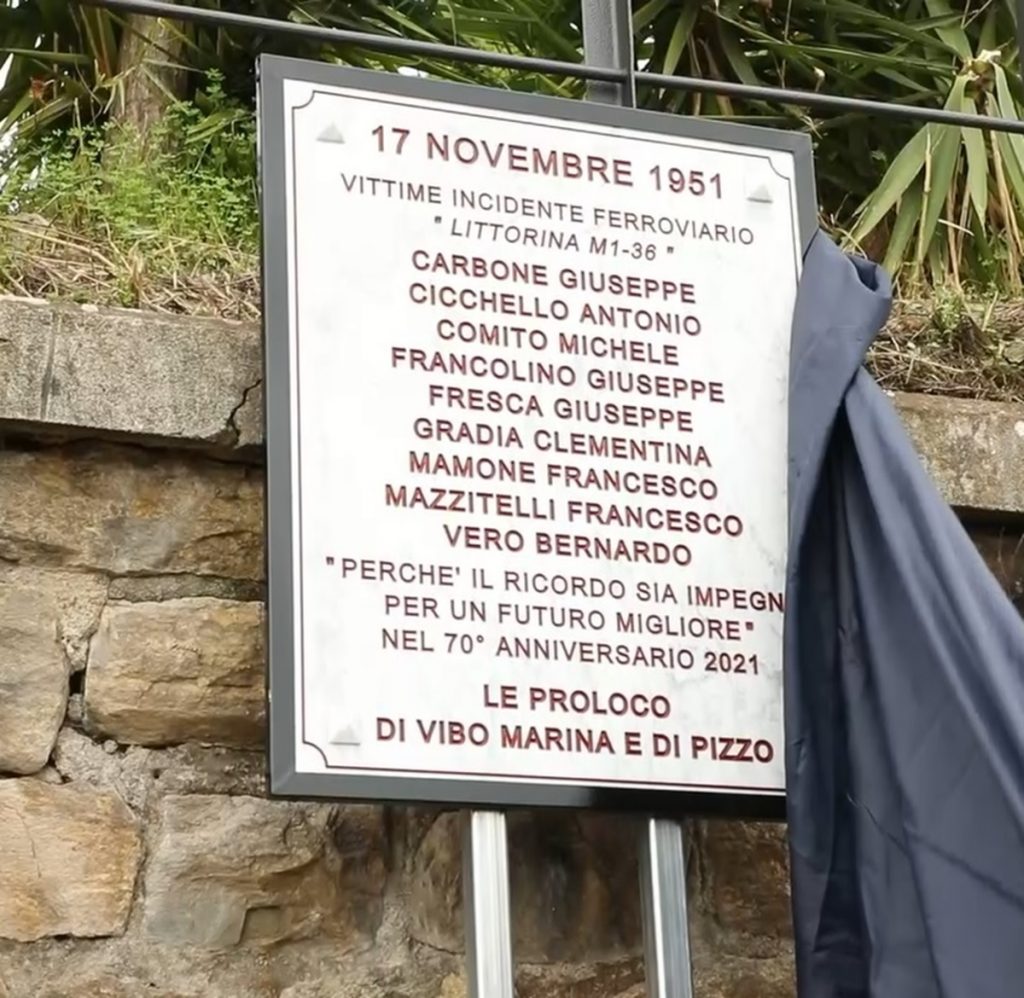 17 NOVEMBRE 1951
VITTIME INCIDENTE FERROVIARIO
" LITTORINA M1-36 "
CARBONE GIUSEPPE
CICCHELLO ANTONIO
COMITO MICHELE
FRANCOLINO GIUSEPPE
FRESCA GIUSEPPE
GRADIA CLEMENTINA
MAMONE FRANCESCO
MAZZITELLI FRANCESCO
VERO BERNARDO
"PERCHE' IL RICORDO SIA IMPEGN
PER UN FUTURO MIGLIORE"
NEL 70° ANNIVERSARIO 2021
LE PROLOCO
DI VIBO MARINA E DI PIZZO